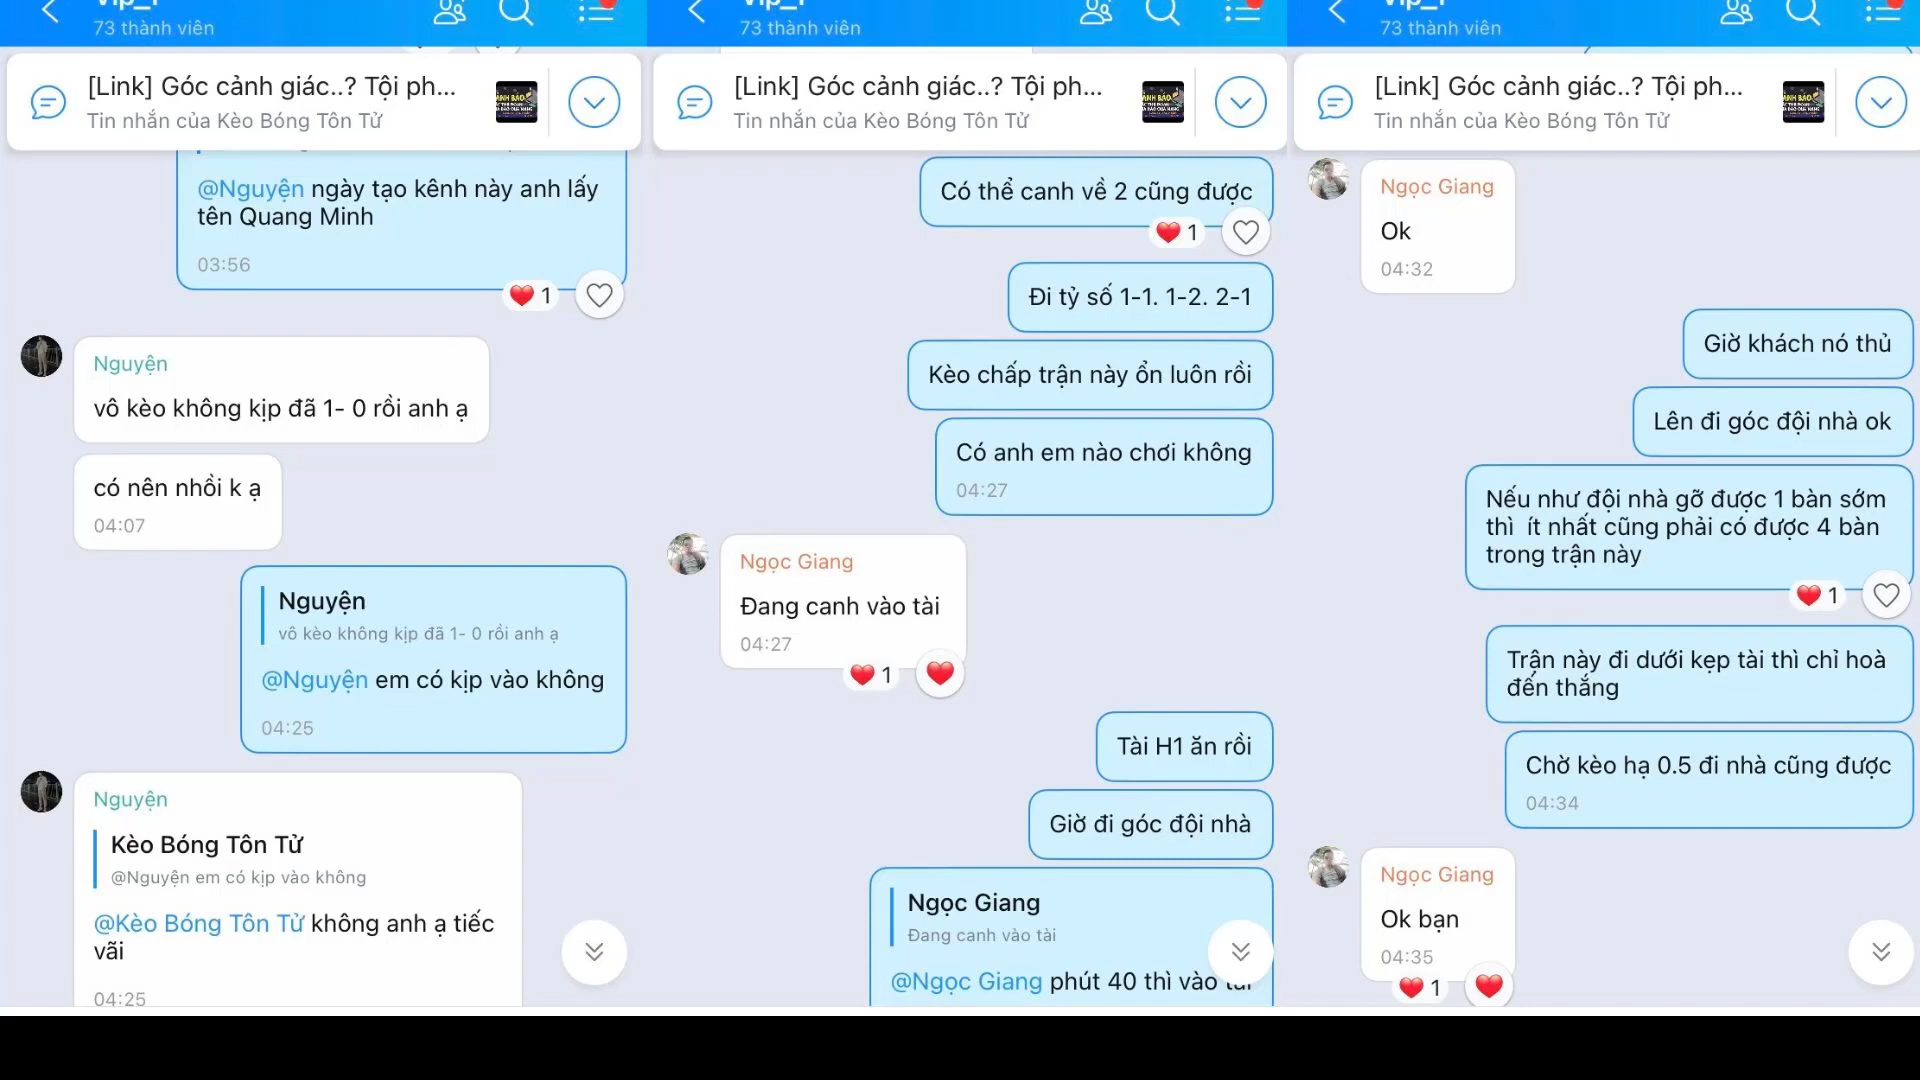 73 thành viên
[Link] Góc cảnh giác..? Tội ph...
Tin nhắn của Kèo Bóng Tôn Tử
@Nguyện ngày tạo kênh này anh lấy
tên Quang Minh
03:56
1
Nguyện
vô kèo không kịp đã 1- 0 rồi anh ạ
có nên nhồi k ạ
04:07
Nguyện
vô kèo không kịp đã 1- 0 rồi anh ạ
@Nguyện em có kịp vào không
04:25
Nguyện
Kèo Bóng Tôn Tử
@Nguyện em có kịp vào không
@Kèo Bóng Tôn Tử không anh ạ tiếc
vãi
04:25
73 thành viên
[Link] Góc cảnh giác..? Tội ph...
Tin nhắn của Kèo Bóng Tôn Tử
Có thể canh về 2 cũng được
1
Đi tỷ số 1-1. 1-2. 2-1
Kèo chấp trận này ổn luôn rồi
Có anh em nào chơi không
04:27
Ngọc Giang
Đang canh vào tài
04:27
1
Tài H1 ăn rồi
Giờ đi góc đội nhà
Ngọc Giang
Đang canh vào tài
@Ngọc Giang phút 40 thì vào
73 thành viên
[Link] Góc cảnh giác..? Tội ph...
Tin nhắn của Kèo Bóng Tôn Tử
Ngọc Giang
Ok
04:32
Giờ khách nó thủ
Lên đi góc đội nhà ok
Nếu như đội nhà gỡ được 1 bàn sớm
thì ít nhất cũng phải có được 4 bàn
trong trận này
1
Trận này đi dưới kẹp tài thì chỉ hoà
đến thắng
Chờ kèo hạ 0.5 đi nhà cũng được
04:34
Ngọc Giang
Ok bạn
04:35
1